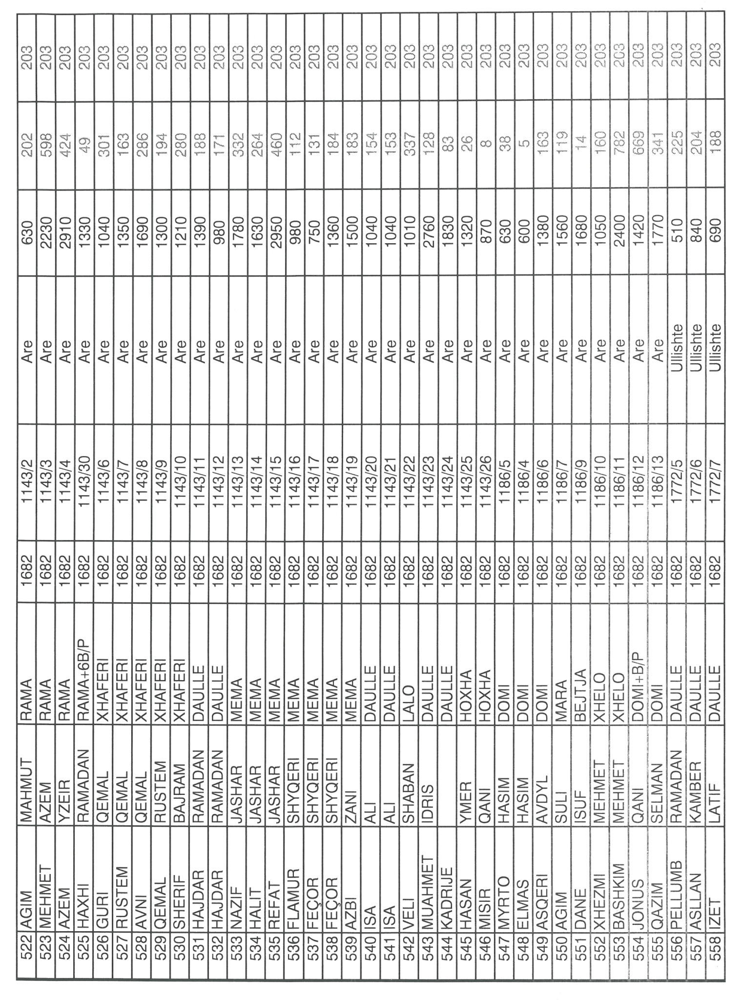 522 AGIM MAHMUT RAMA 1682 1143/2 Are 630 202 203
523 MEHMET AZEM RAMA 1682 1143/3 Are 2230 598 203
524 AZEM YZEIR RAMA 1682 1143/4 Are 2910 424 203
525 HAXHI RAMADAN RAMA+6B/P 1682 1143/30 Are 1330 49 203
526 GURI QEMAL XHAFERI 1682 1143/6 Are 1040 301 203
527 RUSTEM QEMAL XHAFERI 1682 1143/7 Are 1350 163 203
528 AVNI QEMAL XHAFERI 1682 1143/8 Are 1690 286 203
529 QEMAL RUSTEM XHAFERI 1682 1143/9 Are 1300 194 203
530 SHERIF BAJRAM XHAFERI 1682 1143/10 Are 1210 280 203
531 HAJDAR RAMADAN DAULLE 1682 1143/11 Are 1390 188 203
532 HAJDAR RAMADAN DAULLE 1682 1143/12 Are 980 171 203
533 NAZIF JASHAR MEMA 1682 1143/13 Are 1780 332 203
534 HALIT JASHAR MEMA 1682 1143/14 Are 1630 264 203
535 REFAT JASHAR MEMA 1682 1143/15 Are 2950 460 203
536 FLAMUR SHYQERI MEMA 1682 1143/16 Are 980 112 203
537 FEÇOR SHYQERI MEMA 1682 1143/17 Are 750 131 203
538 FEÇOR SHYQERI MEMA 1682 1143/18 Are 1360 184 203
539 AZBI ZANI MEMA 1682 1143/19 Are 1500 183 203
540 ISA ALI DAULLE 1682 1143/20 Are 1040 154 203
541 ISA ALI DAULLE 1682 1143/21 Are 1040 153 203
542 VELI SHABAN LALO 1682 1143/22 Are 1010 337 203
543 MUAHMET IDRIS DAULLE 1682 1143/23 Are 2760 128 203
544 KADRIJE DAULLE 1682 1143/24 Are 1830 83 203
545 HASAN YMER HOXHA 1682 1143/25 Are 1320 26 203
546 MISIR QANI HOXHA 1682 1143/26 Are 870 8 203
547 MYRTO HASIM DOMI 1682 1186/5 Are 630 38 203
548 ELMAS HASIM DOMI 1682 1186/4 Are 600 5 203
549 ASQERI AVDYL DOMI 1682 1186/6 Are 1380 163 203
550 AGIM SULI MARA 1682 1186/7 Are 1560 119 203
551 DANE ISUF BEJTJA 1682 1186/9 Are 1680 14 203
552 XHEZMI MEHMET XHELO 1682 1186/10 Are 1050 160 203
553 BASHKIM MEHMET XHELO 1682 1186/11 Are 2400 782 203
554 JONUS QANI DOMI+B/P 1682 1186/12 Are 1420 669 203
555 QAZIM SELMAN DOMI 1682 1186/13 Are 1770 341 203
556 PELLUMB RAMADAN DAULLE 1682 1772/5 Ullishte 510 225 203
557 ASLLAN KAMBER DAULLE 1682 1772/6 Ullishte 840 204 203
558 IZET LATIF DAULLE 1682 1772/7 Ullishte 690 188 203